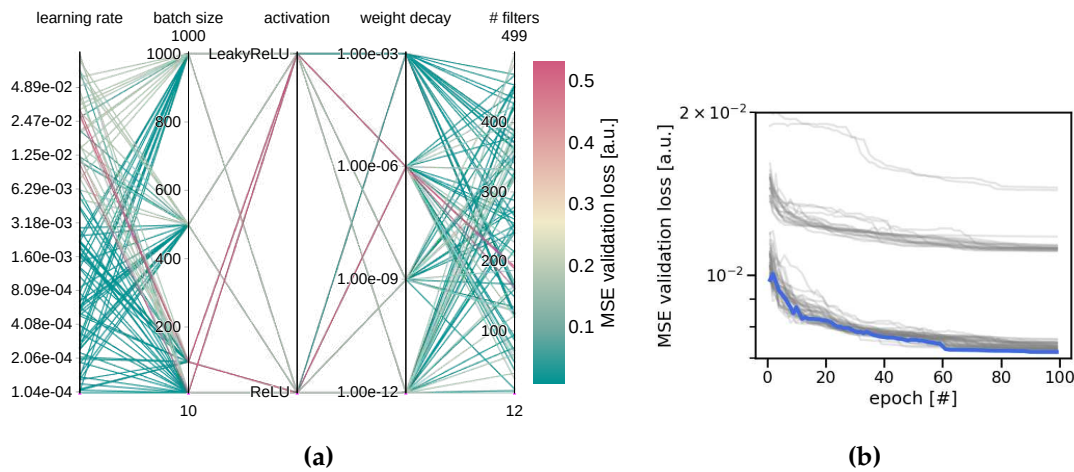 learning rate batch size activation weight decay # filters
1000 499
1000 LeakyReLU 1.00e-03
4.89e-02
2.47e-02 800 400
1.25e-02 1.00e-06
6.29e-03 600 300
3.18e-03
1.60e-03 400 200
8.09e-04 1.00e-09
4.08e-04 200 100
2.06e-04
1.04e-04 ReLU 1.00e-12
10 12
0.5
0.4
0.3
0.2
0.1
MSE validation loss [a.u.]
(a)
2 × 10⁻²
10⁻²
MSE validation loss [a.u.]
0 20 40 60 80 100
epoch [#]
(b)